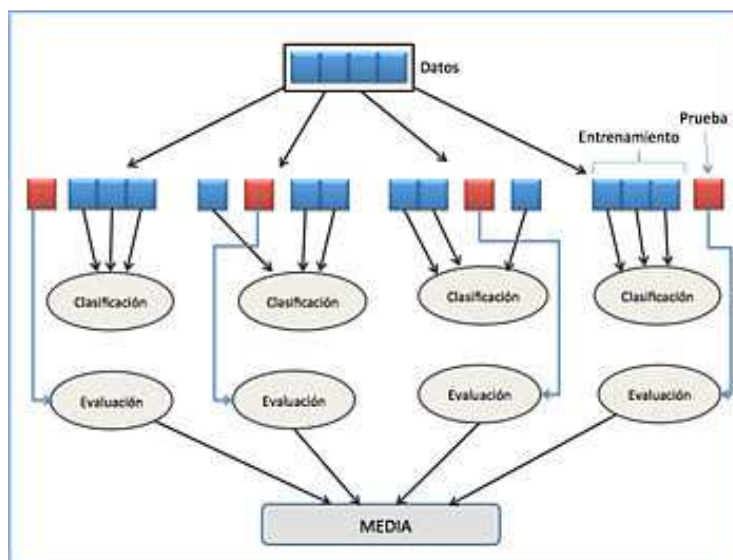 Datos
Prueba
Entrenamiento
Clasificación
Clasificación
Clasificación
Clasificación
Evaluación
Evaluación
Evaluación
Evaluación
MEDIA